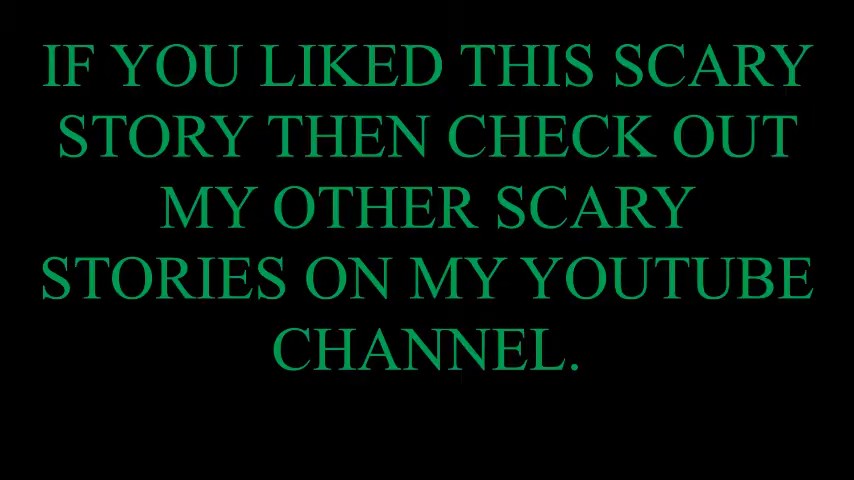 IF YOU LIKED THIS SCARY
STORY THEN CHECK OUT
MY OTHER SCARY
STORIES ON MY YOUTUBE
CHANNEL.